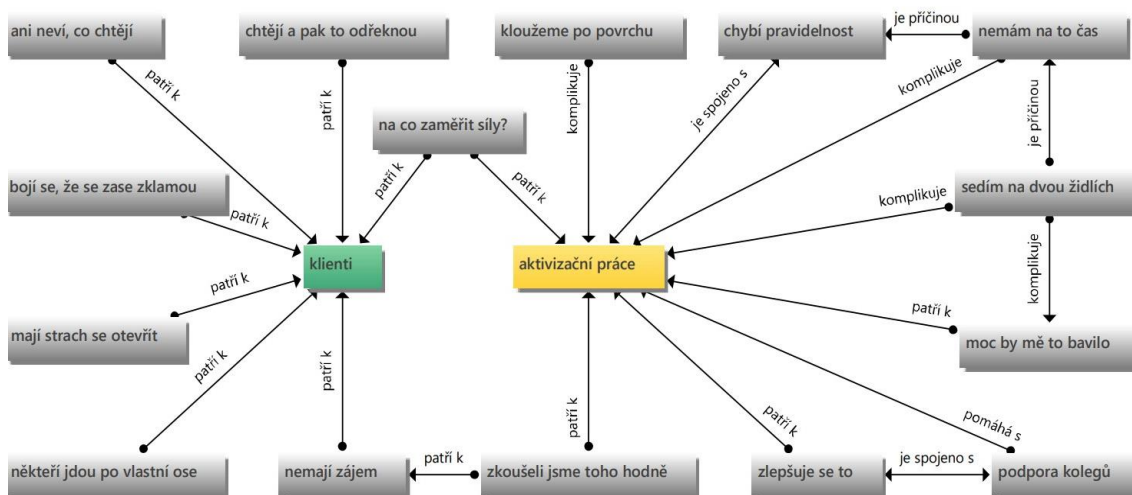 ani neví, co chtějí
chtějí a pak to odřeknou
kloužeme po povrchu
chybí pravidelnost
je příčinou
nemám na to čas
patří k
patří k
komplikuje
je spojeno s
komplikuje
je příčinou
na co zaměřit síly?
patří k
patří k
bojí se, že se zase zklamou
patří k
komplikuje
sedím na dvou židlích
klienti
aktivizační práce
komplikuje
patří k
patří k
mají strach se otevřít
moc by mě to bavilo
patří k
patří k
patří k
patří k
pomáhá s
někteří jdou po vlastní ose
nemají zájem
patří k
zkoušeli jsme toho hodně
zlepšuje se to
je spojeno s
podpora kolegů